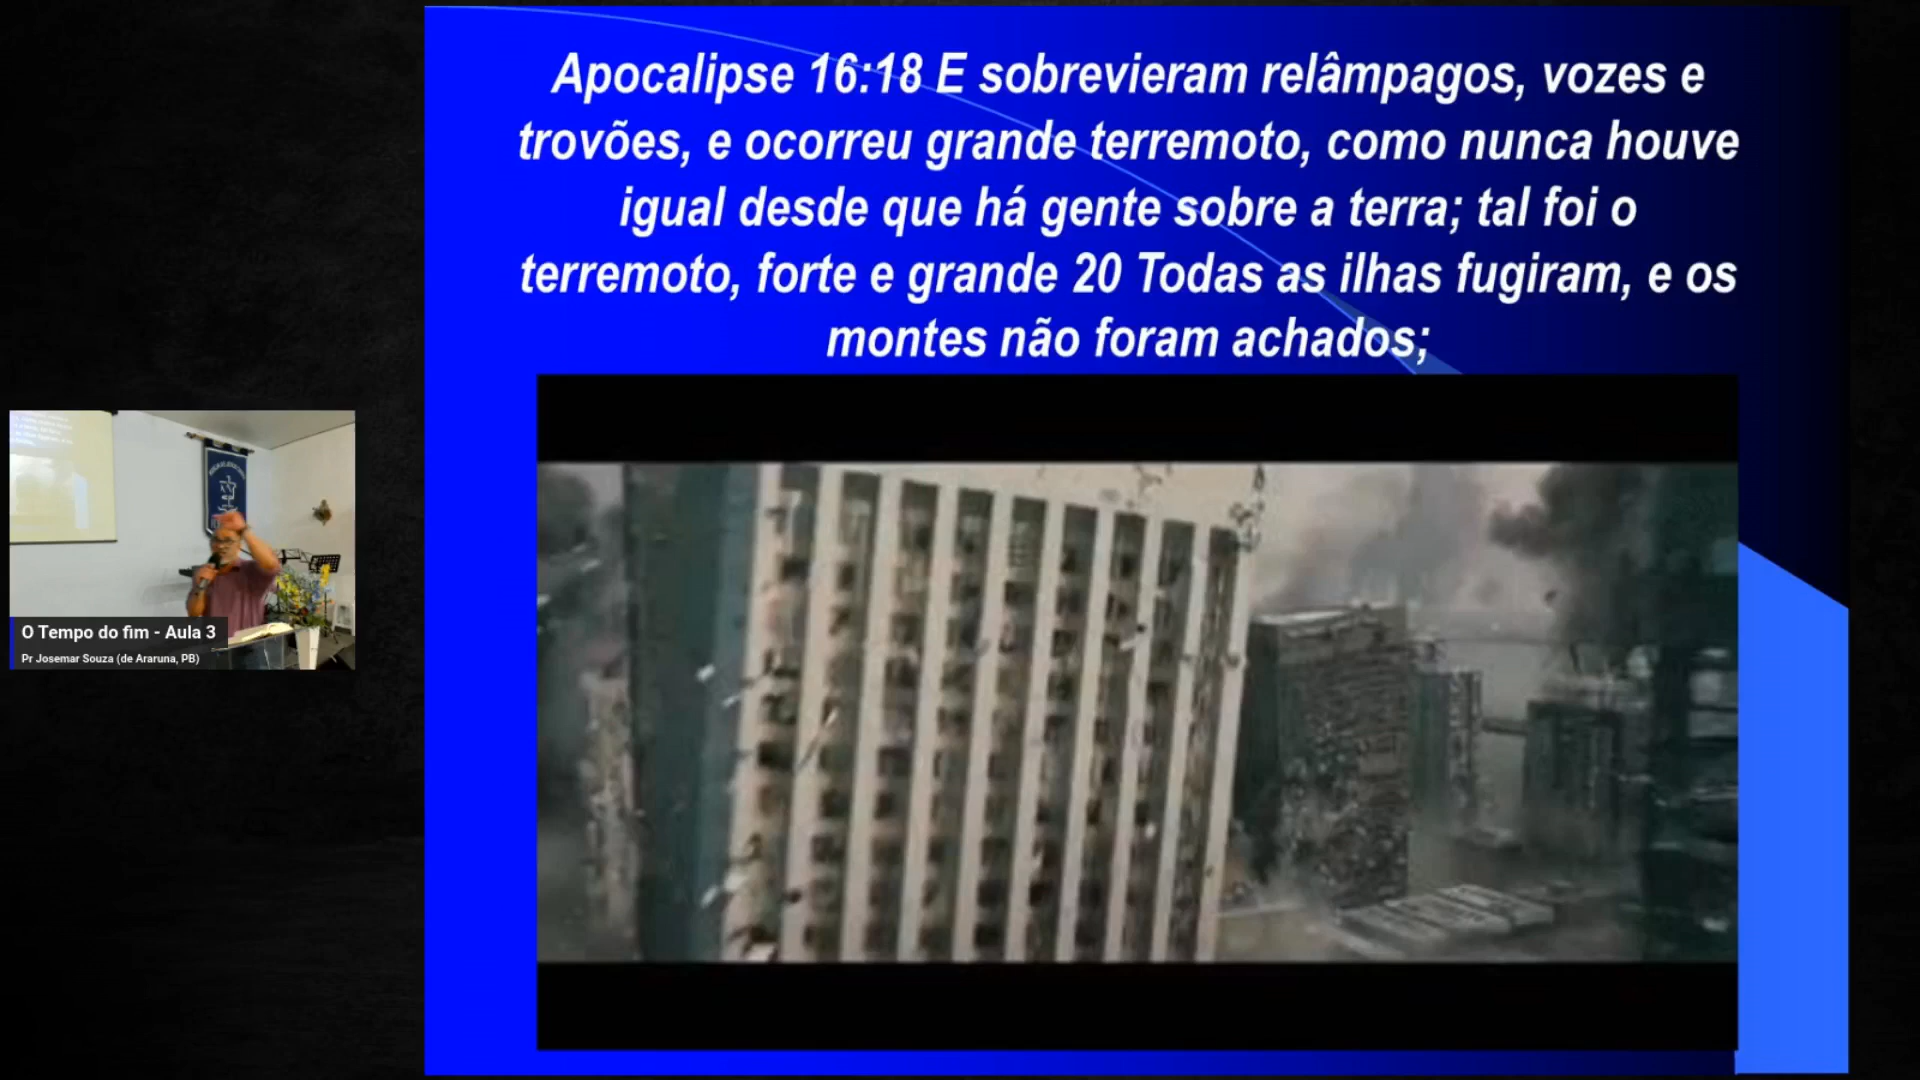 Apocalipse 16:18 E sobrevieram relâmpagos, vozes e
trovões, e ocorreu grande terremoto, como nunca houve
igual desde que há gente sobre a terra; tal foi o
terremoto, forte e grande 20 Todas as ilhas fugiram, e os
montes não foram achados;
O Tempo do fim - Aula 3
Pr Josemar Souza (de Araruna, PB)